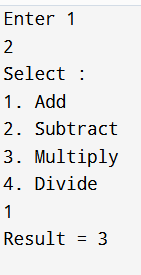 Enter 1
2
Select :
1. Add
2. Subtract
3. Multiply
4. Divide
1
Result = 3